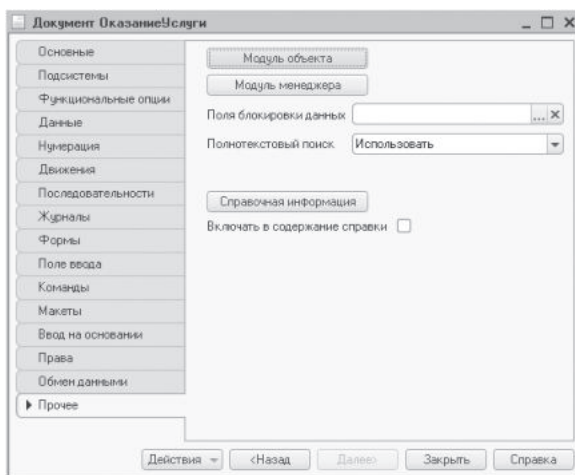 Документ ОказаниеУслуги
Основные
Подсистемы
Функциональные опции
Данные
Нумерация
Движения
Последовательности
Журналы
Формы
Поле ввода
Команды
Макеты
Ввод на основании
Права
Обмен данными
Прочее
Модуль объекта
Модуль менеджера
Поля блокировки данных
Полнотекстовый поиск Использовать
Справочная информация
Включать в содержание справки
Действия <Назад Далее> Закрыть Справка